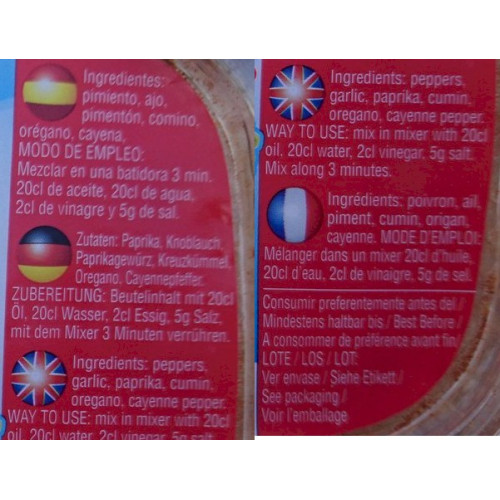 Ingredientes:
pimiento, ajo,
pimentón, comino,
orégano, cayena,
MODO DE EMPLEO:
Mezclar en una batidora 3 min.
20cl de aceite, 20cl de agua,
2cl de vinagre y 5g de sal.
Zutaten: Paprika, Knoblauch,
Paprikagewürz, Kreuzkümmel,
Oregano, Cayennepfeffer.
ZUBEREITUNG: Beutelinhalt mit 20cl
Öl, 20cl Wasser, 2cl Essig, 5g Salz,
mit dem Mixer 3 Minuten verrühren.
Ingredients: peppers,
garlic, paprika, cumin,
oregano, cayenne pepper.
WAY TO USE: mix in mixer with 20cl
oil, 20cl water, 2cl vinegar, 5g salt
Ingredients: peppers,
garlic, paprika, cumin,
oregano, cayenne pepper.
WAY TO USE: mix in mixer with 20cl
oil, 20cl water, 2cl vinegar, 5g salt.
Mix along 3 minutes.
Ingrédients: poivron, ail,
piment, cumin, origan,
cayenne. MODE D'EMPLOI:
Mélanger dans un mixer 20cl d'huile,
20cl d'eau, 2cl de vinaigre, 5g de sel.
Consumir preferentemente antes del /
Mindestens haltbar bis / Best Before /
A consommer de préférence avant fin/
LOTE / LOS / LOT:
Ver envase / Siehe Etikett /
See packaging /
Voir l'emballage